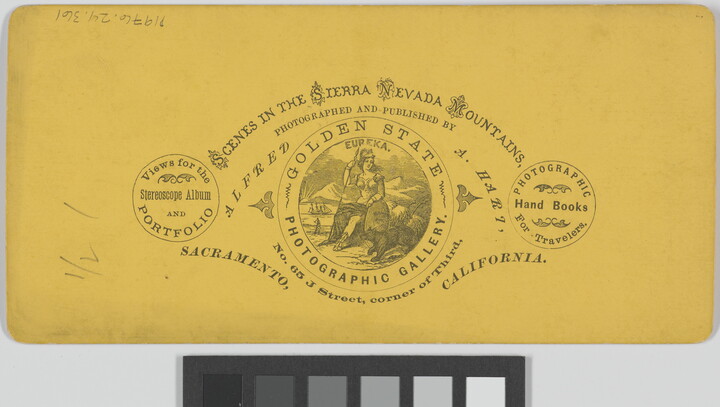 1976.24.361
SCENES IN THE SIERRA NEVADA MOUNTAINS,
PHOTOGRAPHED AND PUBLISHED BY
ALFRED A. HART,
GOLDEN STATE
EUREKA.
PHOTOGRAPHIC GALLERY.
No. 65 J Street, corner of Third.
SACRAMENTO, CALIFORNIA.
Views for the
Stereoscope Album
AND
PORTFOLIO
PHOTOGRAPHIC
Hand Books
For Travelers.